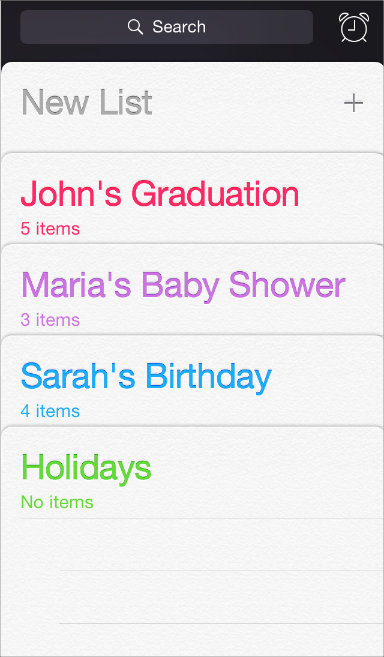 Search
New List
John's Graduation
5 items
Maria's Baby Shower
3 items
Sarah's Birthday
4 items
Holidays
No items